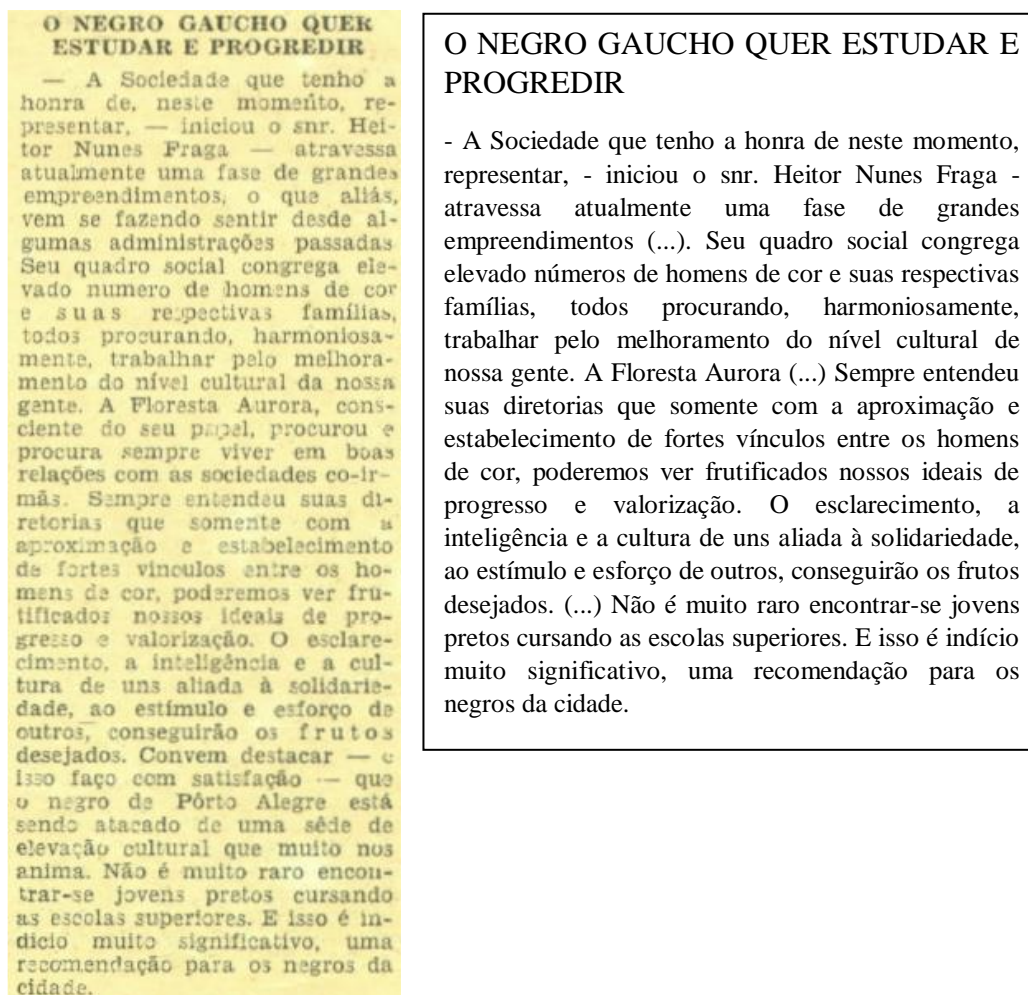 O NEGRO GAUCHO QUER
ESTUDAR E PROGREDIR
— A Sociedade que tenho a
honra de, neste momento, re-
presentar, — iniciou o snr. Hei-
tor Nunes Fraga — atravessa
atualmente uma fase de grandes
empreendimentos, o que aliás,
vem se fazendo sentir desde al-
gumas administrações passadas
Seu quadro social congrega ele-
vado numero de homens de cor
e suas respectivas famílias,
todos procurando, harmoniosa-
mente, trabalhar pelo melhora-
mento do nível cultural da nossa
gente. A Floresta Aurora, cons-
ciente do seu papel, procurou e
procura sempre viver em boas
relações com as sociedades co-ir-
mãs. Sempre entendeu suas di-
retorias que somente com a
aproximação e estabelecimento
de fortes vinculos entre os ho-
mens de cor, poderemos ver fru-
tificados nossos ideais de pro-
gresso e valorização. O esclare-
cimento, a inteligência e a cul-
tura de uns aliada à solidarie-
dade, ao estímulo e esforço de
outros, conseguirão os frutos
desejados. Convem destacar — e
isso faço com satisfação — que
o negro de Pôrto Alegre está
sendo atacado de uma sêde de
elevação cultural que muito nos
anima. Não é muito raro encon-
trar-se jovens pretos cursando
as escolas superiores. E isso é in-
dicio muito significativo, uma
recomendação para os negros da
cidade.
O NEGRO GAUCHO QUER ESTUDAR E
PROGREDIR
- A Sociedade que tenho a honra de neste momento,
representar, - iniciou o snr. Heitor Nunes Fraga -
atravessa atualmente uma fase de grandes
empreendimentos (...). Seu quadro social congrega
elevado números de homens de cor e suas respectivas
famílias, todos procurando, harmoniosamente,
trabalhar pelo melhoramento do nível cultural de
nossa gente. A Floresta Aurora (...) Sempre entendeu
suas diretorias que somente com a aproximação e
estabelecimento de fortes vínculos entre os homens
de cor, poderemos ver frutificados nossos ideais de
progresso e valorização. O esclarecimento, a
inteligência e a cultura de uns aliada à solidariedade,
ao estímulo e esforço de outros, conseguirão os frutos
desejados. (...) Não é muito raro encontrar-se jovens
pretos cursando as escolas superiores. E isso é indício
muito significativo, uma recomendação para os
negros da cidade.